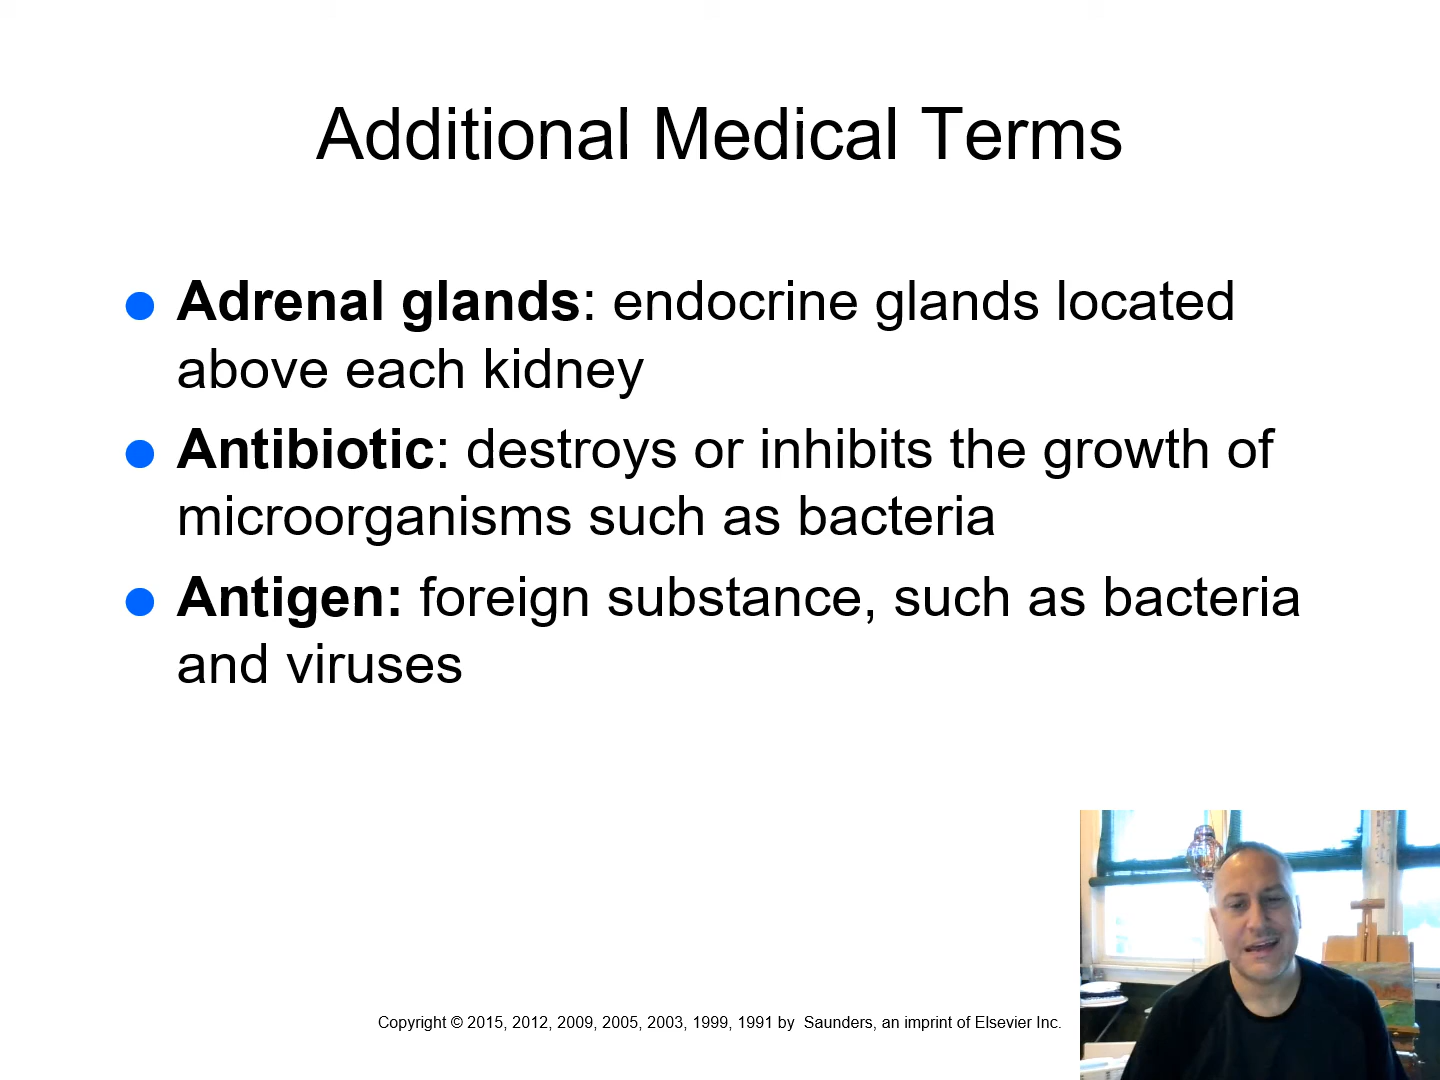 Additional Medical Terms
Adrenal glands: endocrine glands located
above each kidney
Antibiotic: destroys or inhibits the growth of
microorganisms such as bacteria
Antigen: foreign substance, such as bacteria
and viruses
Copyright © 2015, 2012, 2009, 2005, 2003, 1999, 1991 by Saunders, an imprint of Elsevier Inc.